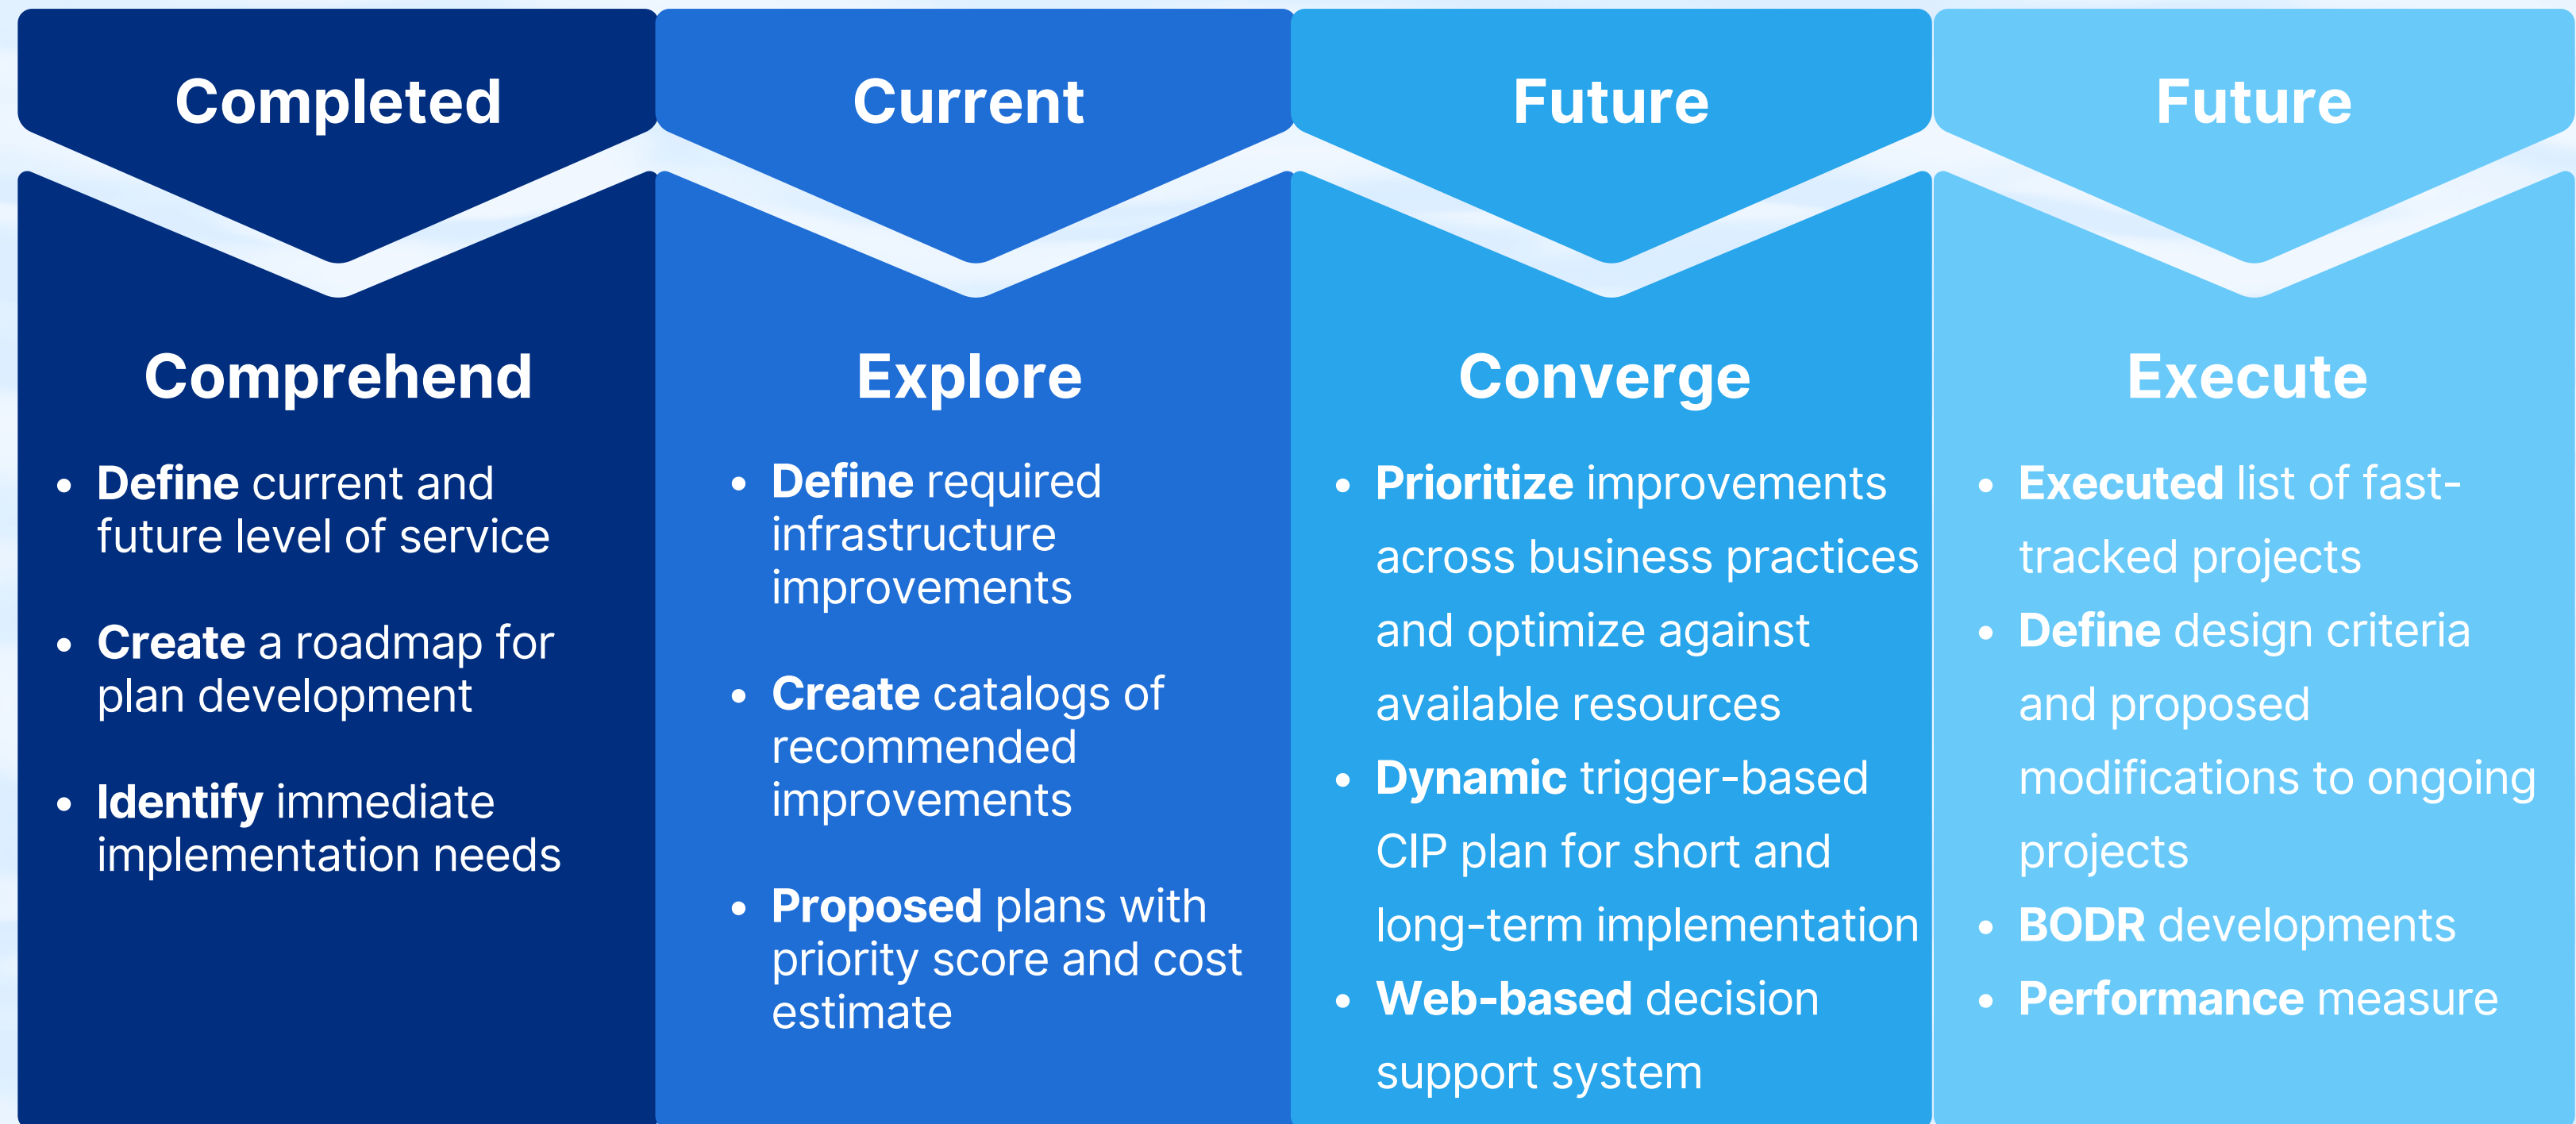 Completed
Comprehend
• Define current and
future level of service
• Create a roadmap for
plan development
• Identify immediate
implementation needs
Current
Explore
• Define required
infrastructure
improvements
• Create catalogs of
recommended
improvements
• Proposed plans with
priority score and cost
estimate
Future
Converge
• Prioritize improvements
across business practices
and optimize against
available resources
• Dynamic trigger-based
CIP plan for short and
long-term implementation
• Web-based decision
support system
Future
Execute
• Executed list of fast-
tracked projects
• Define design criteria
and proposed
modifications to ongoing
projects
• BODR developments
• Performance measure